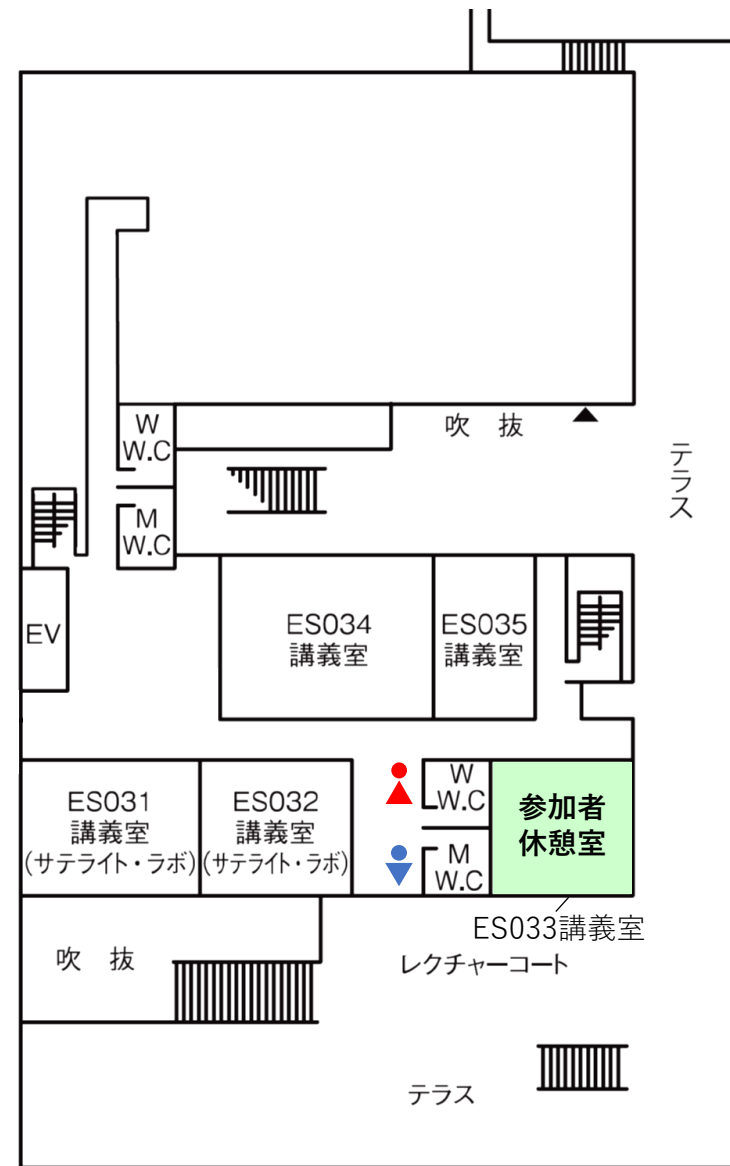 W
W.C
吹 抜
テラス
M
W.C
ES034
講義室
ES035
講義室
EV
ES031
講義室
(サテライト・ラボ)
ES032
講義室
(サテライト・ラボ)
W
W.C
M
W.C
参加者
休憩室
ES033講義室
吹 抜
レクチャーコート
テラス